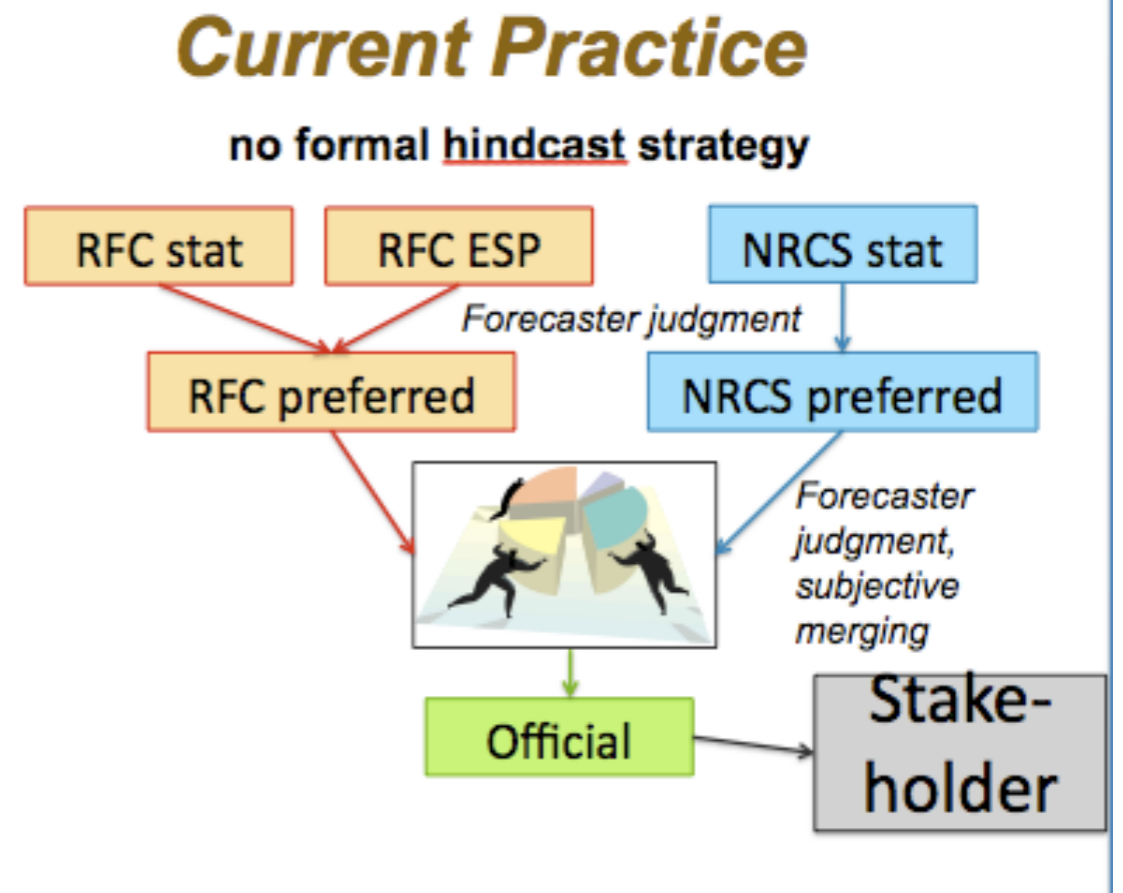 Current Practice
no formal hindcast strategy
RFC stat
RFC ESP
NRCS stat
Forecaster judgment
RFC preferred
NRCS preferred
Forecaster
judgment,
subjective
merging
Official
Stake-
holder